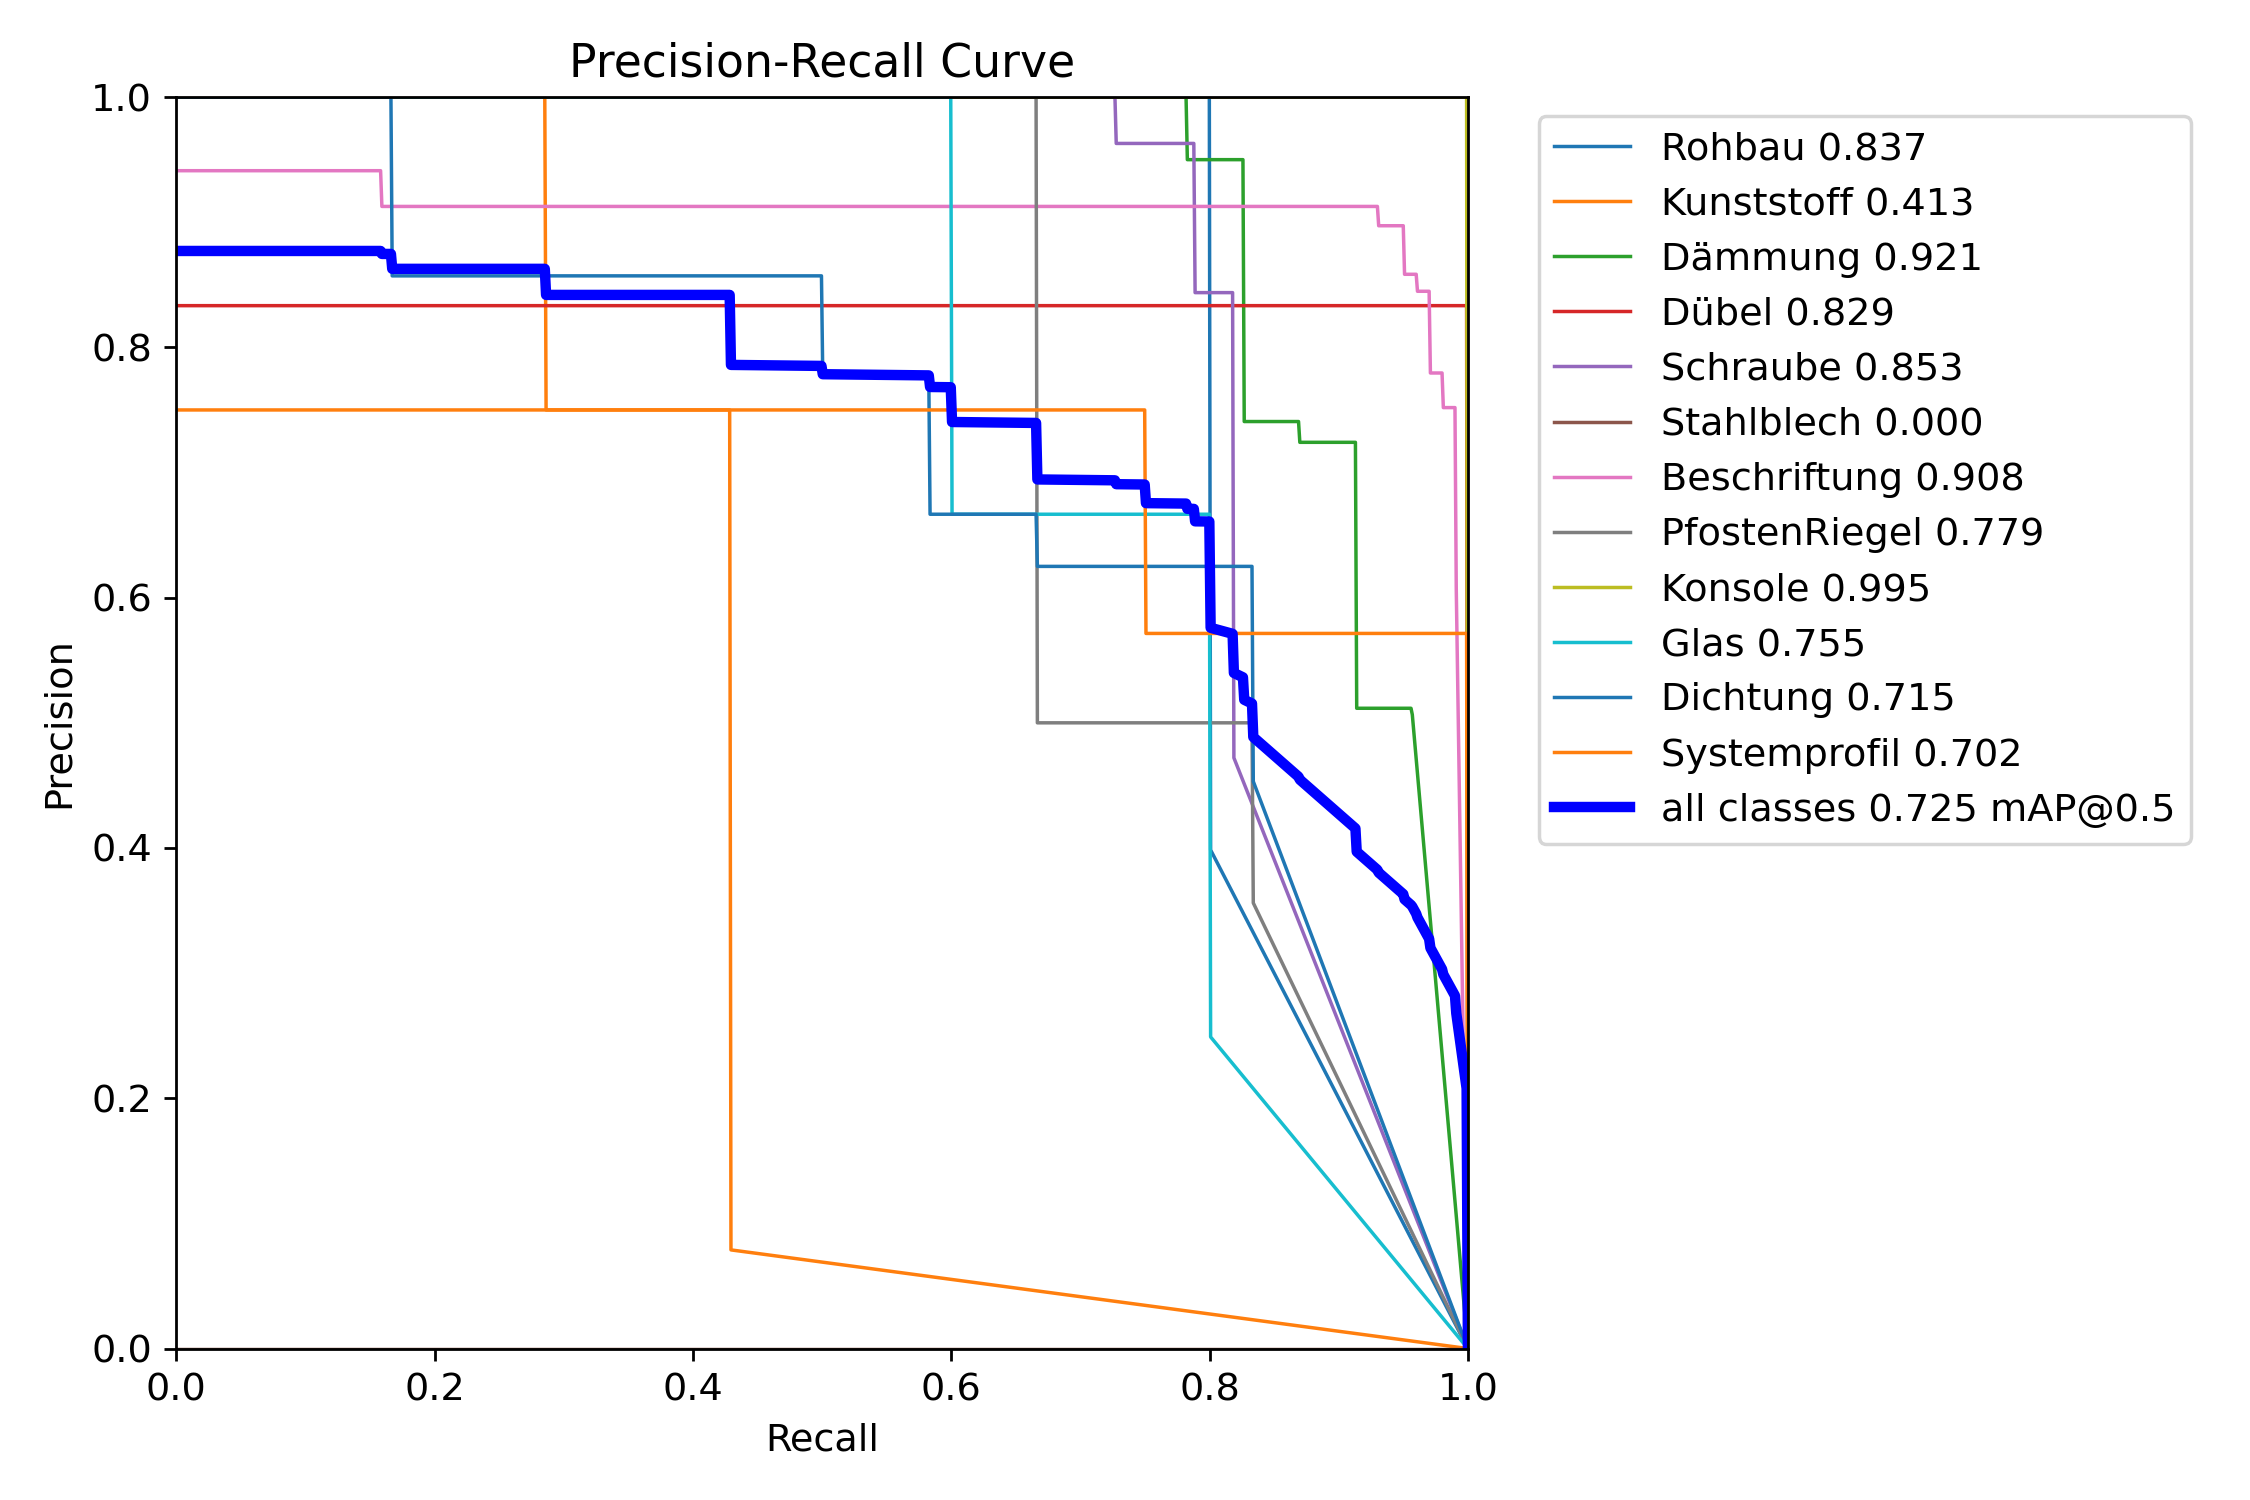 Precision-Recall Curve
1.0
0.8
0.6
0.4
0.2
0.0
Precision
0.0 0.2 0.4 0.6 0.8 1.0
Recall
Rohbau 0.837
Kunststoff 0.413
Dämmung 0.921
Dübel 0.829
Schraube 0.853
Stahlblech 0.000
Beschriftung 0.908
PfostenRiegel 0.779
Konsole 0.995
Glas 0.755
Dichtung 0.715
Systemprofil 0.702
all classes 0.725 mAP@0.5